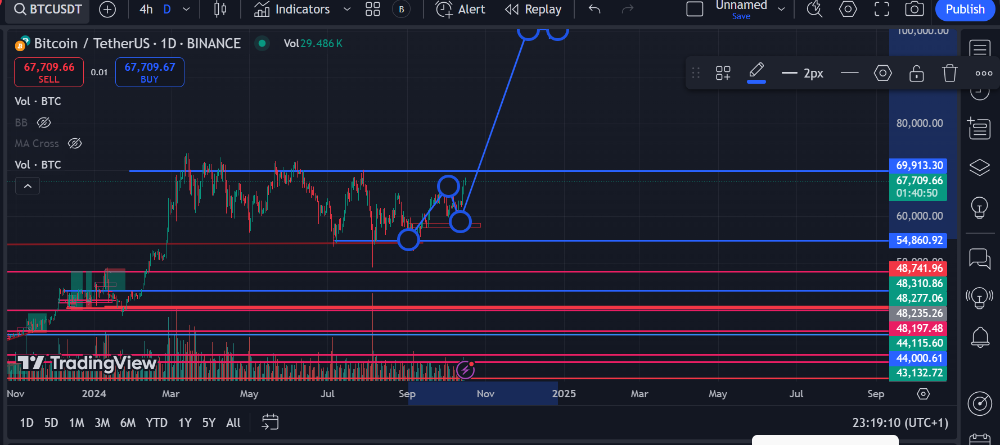 BTCUSDT 4h D Indicators B Alert Replay Unnamed Publish
Save
Bitcoin / TetherUS · 1D · BINANCE Vol 29.486 K
67,709.66 0.01 67,709.67
SELL BUY
Vol · BTC
BB
MA Cross
Vol · BTC
2px
100,000.00
80,000.00
69,913.30
67,709.66
01:40:50
60,000.00
54,860.92
50,000.00
48,741.96
48,310.86
48,277.06
48,235.26
48,197.48
44,115.60
44,000.61
43,132.72
TradingView
Nov 2024 Mar May Jul Sep Nov 2025 Mar May Jul Sep
1D 5D 1M 3M 6M YTD 1Y 5Y All 23:19:10 (UTC+1)